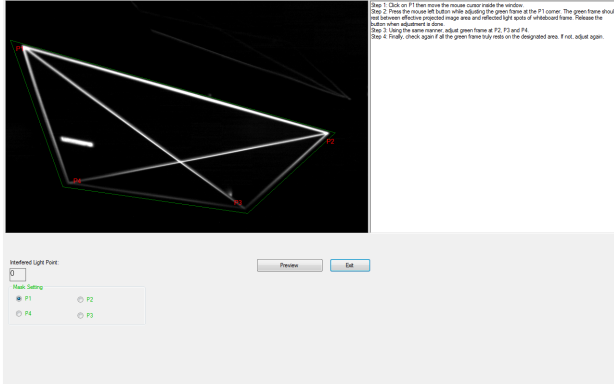 Step 1: Click on P1 then move the mouse cursor inside the window.
Step 2: Press the mouse left button while adjusting the green frame at the P1 corner. The green frame shoul
rest between effective projected image area and reflected light spots of whiteboard frame. Release the
button when adjustment is done.
Step 3: Using the same manner, adjust green frame at P2, P3 and P4.
Step 4: Finally, check again if all the green frame truly rests on the designated area. If not, adjust again.
P1
P2
P4
P3
Interfered Light Point:
0
Preview
Exit
Mask Setting
P1
P2
P4
P3